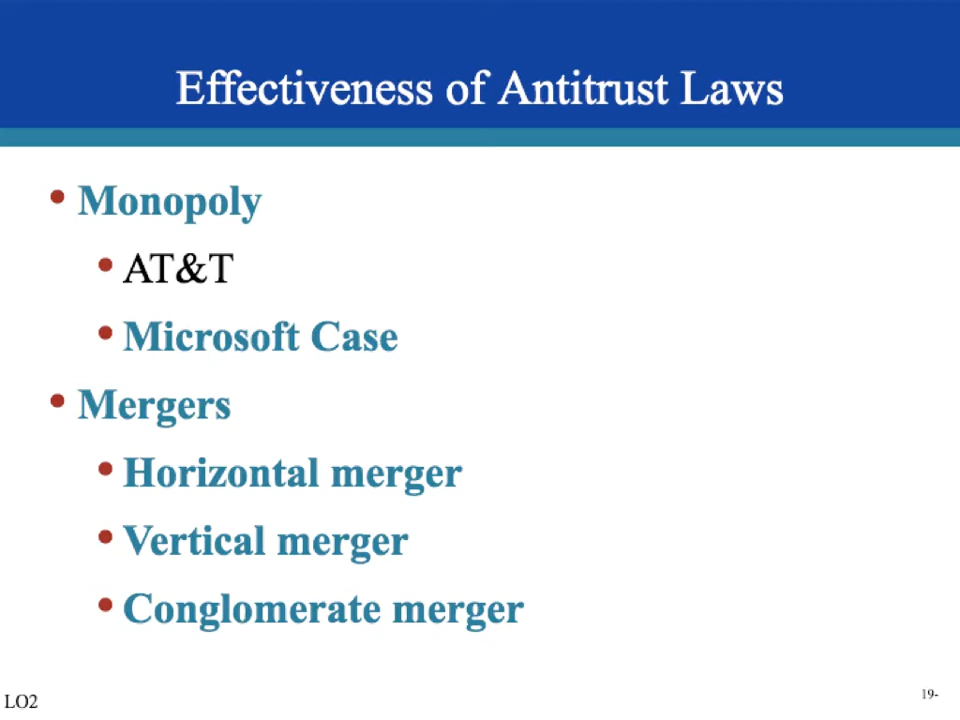 Effectiveness of Antitrust Laws
• Monopoly
• AT&T
• Microsoft Case
• Mergers
• Horizontal merger
• Vertical merger
• Conglomerate merger
LO2
19-